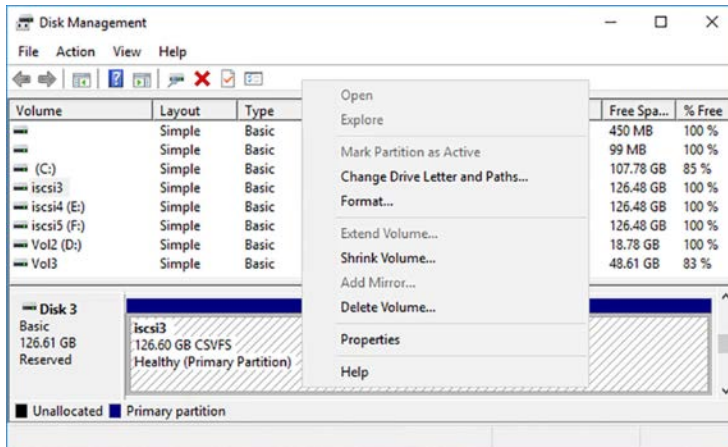 Disk Management
File Action View Help
Volume Layout Type Free Spa... % Free
Simple Basic 450 MB 100 %
Simple Basic 99 MB 100 %
(C:) Simple Basic 107.78 GB 85 %
iscsi3 Simple Basic 126.48 GB 100 %
iscsi4 (E:) Simple Basic 126.48 GB 100 %
iscsi5 (F:) Simple Basic 126.48 GB 100 %
Vol2 (D:) Simple Basic 18.78 GB 100 %
Vol3 Simple Basic 48.61 GB 83 %
Open
Explore
Mark Partition as Active
Change Drive Letter and Paths...
Format...
Extend Volume...
Shrink Volume...
Add Mirror...
Delete Volume...
Properties
Help
Disk 3
Basic
126.61 GB
Reserved
iscsi3
126.60 GB CSVFS
Healthy (Primary Partition)
Unallocated Primary partition